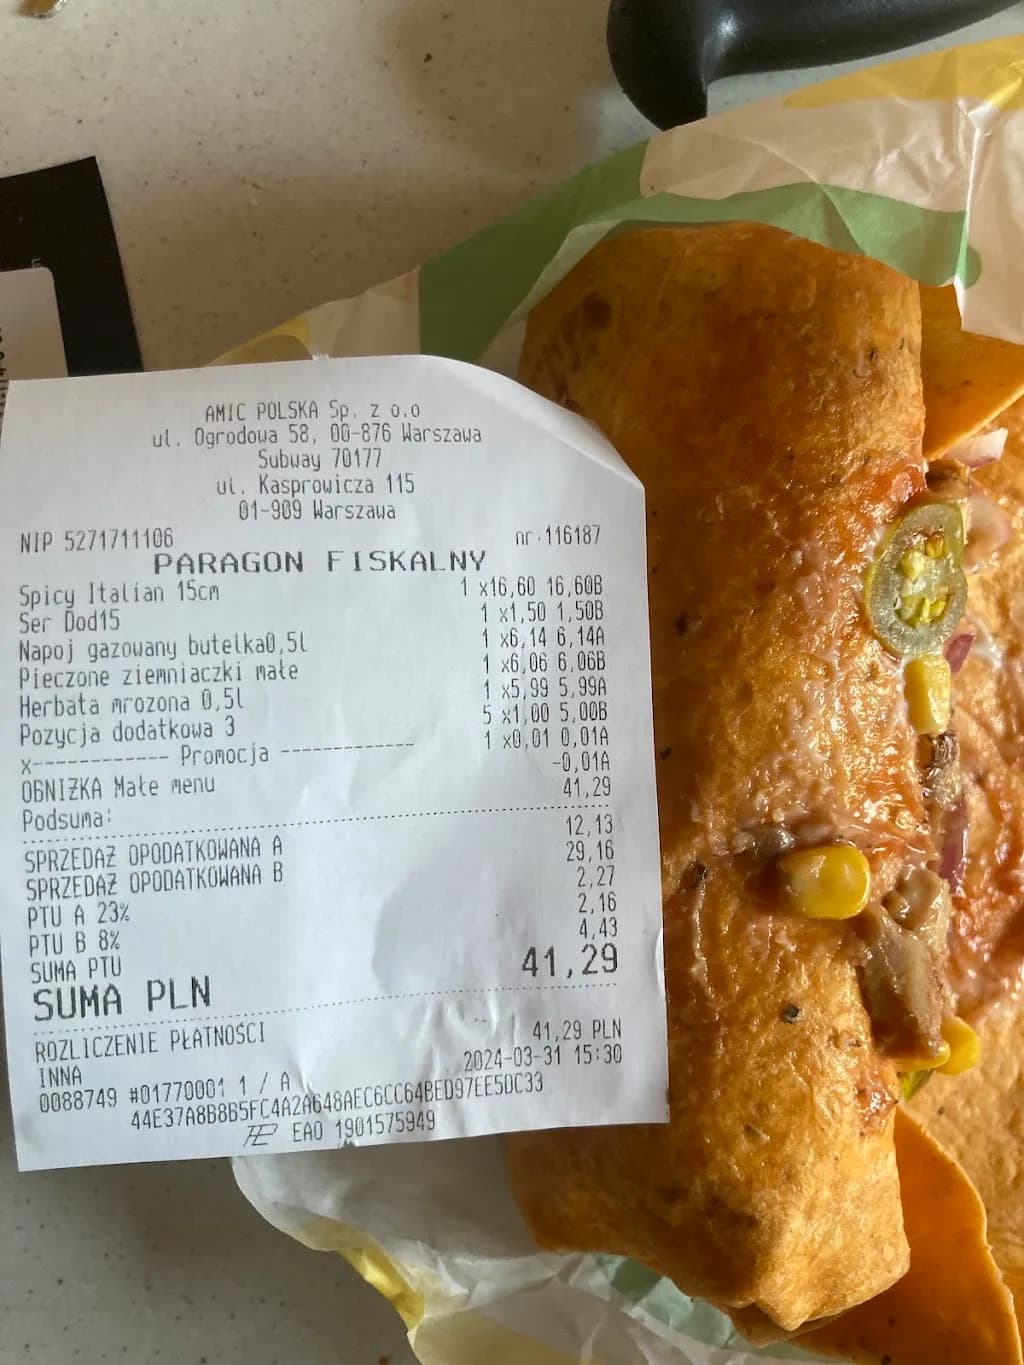 AMIC POLSKA Sp. z o.o
ul. Ogrodowa 58, 00-876 Warszawa
Subway 70177
ul. Kasprowicza 115
01-909 Warszawa
NIP 5271711106 nr:116187
PARAGON FISKALNY
Spicy Italian 15cm 1 x16,60 16,60B
Ser Dod15 1 x1,50 1,50B
Napoj gazowany butelka0,5l 1 x6,14 6,14A
Pieczone ziemniaczki małe 1 x6,06 6,06B
Herbata mrozona 0,5l 1 x5,99 5,99A
Pozycja dodatkowa 3 5 x1,00 5,00B
x------------ Promocja ------------ 1 x0,01 0,01A
OBNIŻKA Małe menu -0,01A
Podsuma: 41,29
SPRZEDAŻ OPODATKOWANA A 12,13
SPRZEDAŻ OPODATKOWANA B 29,16
PTU A 23% 2,27
PTU B 8% 2,16
SUMA PTU 4,43
SUMA PLN 41,29
ROZLICZENIE PŁATNOŚCI
INNA 41,29 PLN
0088749 #01770001 1 / A 2024-03-31 15:30
44E37A8B8B5FC4A2A648AEC6CC64BED97EE5DC33
EAO 1901575949